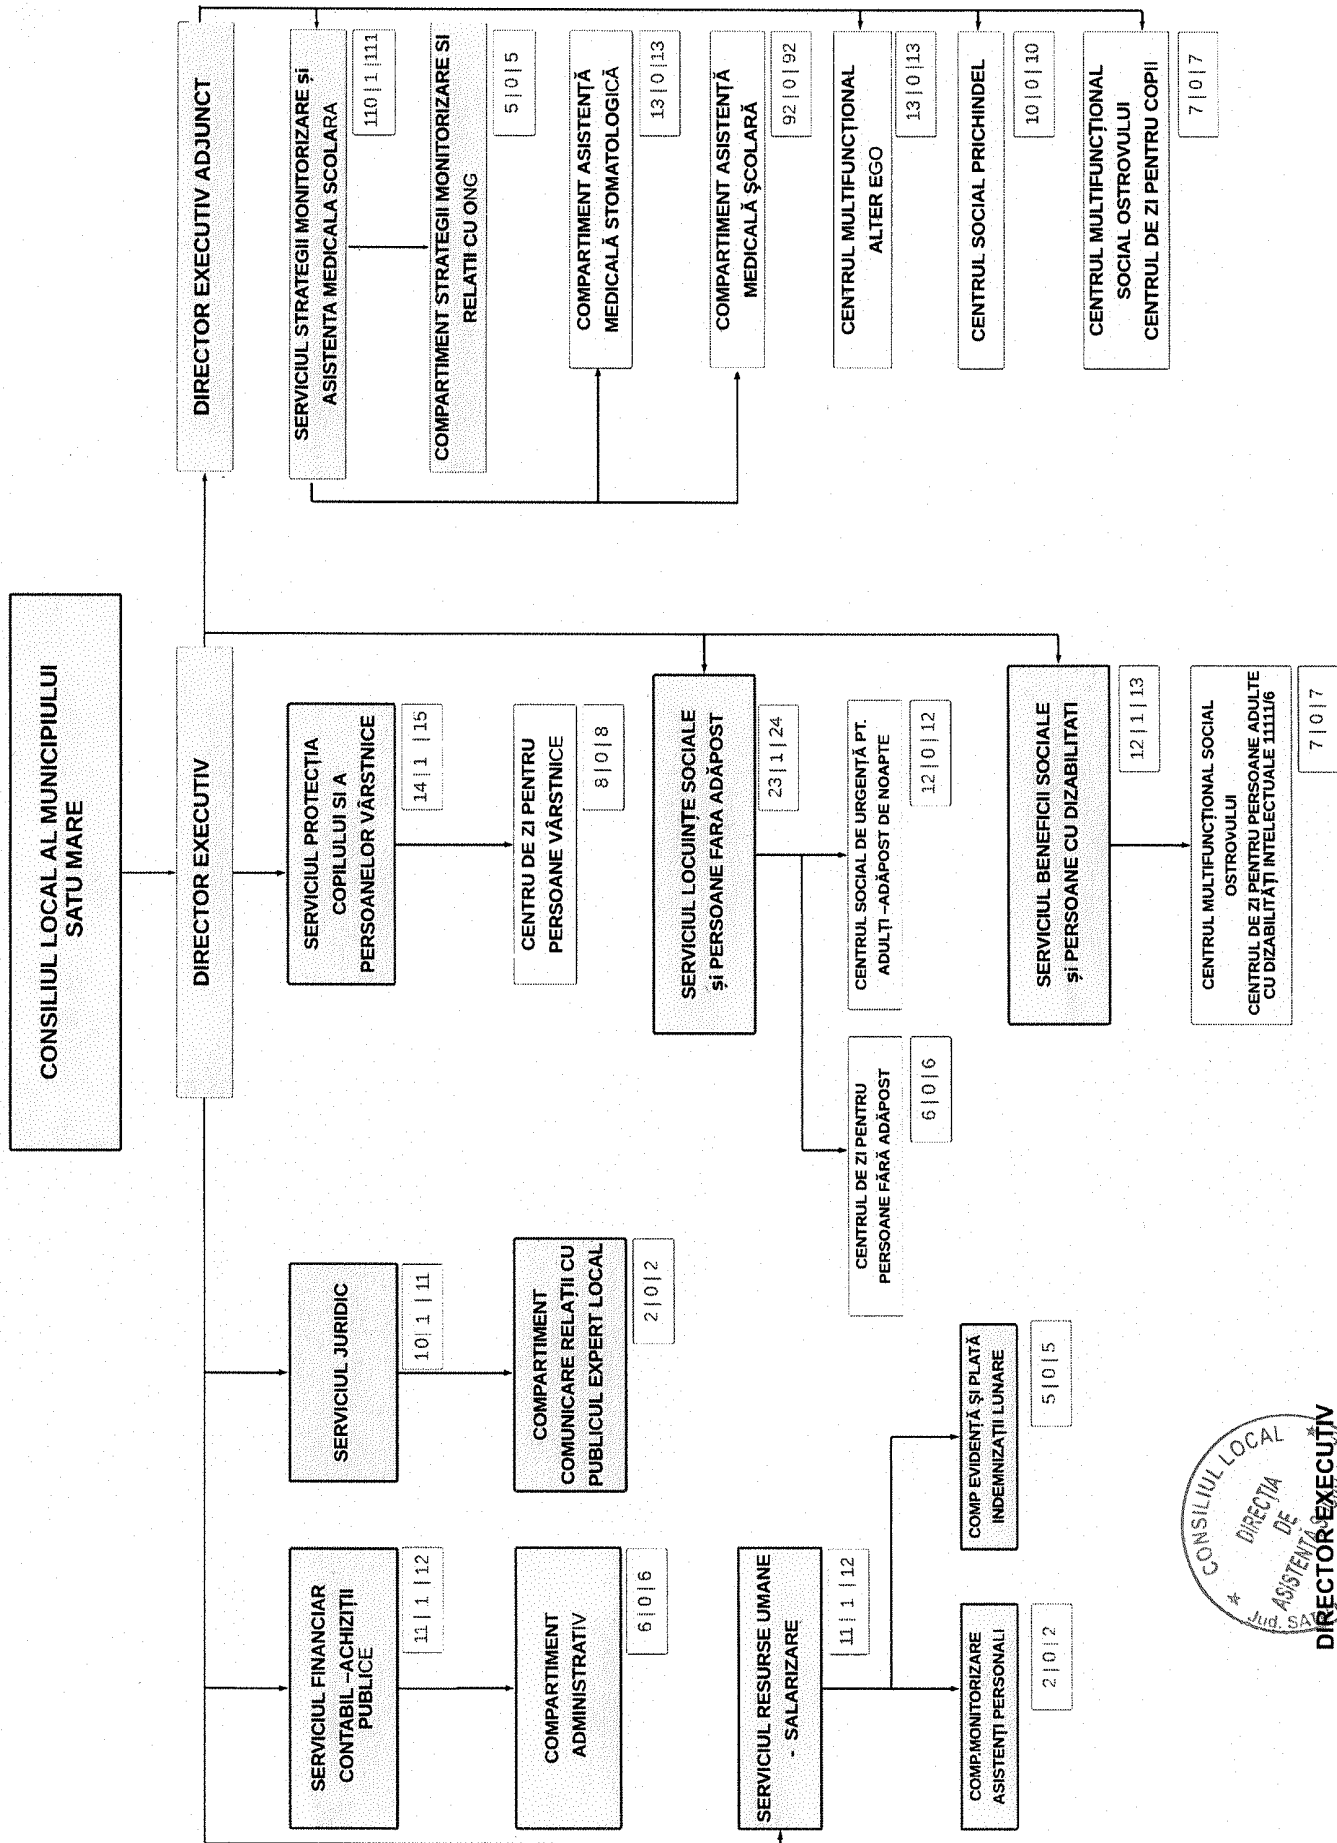 CONSILIUL LOCAL AL MUNICIPIULUI
SATU MARE
DIRECTOR EXECUTIV
DIRECTOR EXECUTIV ADJUNCT
SERVICIUL FINANCIAR
CONTABIL –ACHIZIȚII
PUBLICE
11 | 1 | 12
COMPARTIMENT
ADMINISTRATIV
6 | 0 | 6
SERVICIUL JURIDIC
10 | 1 | 11
COMPARTIMENT
COMUNICARE RELAȚII CU
PUBLICUL EXPERT LOCAL
2 | 0 | 2
SERVICIUL RESURSE UMANE
- SALARIZARE
11 | 1 | 12
COMP.MONITORIZARE
ASISTENȚI PERSONALI
2 | 0 | 2
COMP EVIDENȚĂ ȘI PLATĂ
INDEMNIZAȚII LUNARE
5 | 0 | 5
SERVICIUL PROTECȚIA
COPILULUI SI A
PERSOANELOR VÂRSTNICE
14 | 1 | 15
CENTRU DE ZI PENTRU
PERSOANE VÂRSTNICE
8 | 0 | 8
SERVICIUL LOCUINȚE SOCIALE
și PERSOANE FARA ADĂPOST
23 | 1 | 24
CENTRUL DE ZI PENTRU
PERSOANE FĂRĂ ADĂPOST
6 | 0 | 6
CENTRUL SOCIAL DE URGENȚĂ PT.
ADULȚI –ADĂPOST DE NOAPTE
12 | 0 | 12
SERVICIUL BENEFICII SOCIALE
și PERSOANE CU DIZABILITATI
12 | 1 | 13
CENTRUL MULTIFUNCȚIONAL SOCIAL
OSTROVULUI
CENTRUL DE ZI PENTRU PERSOANE ADULTE
CU DIZABILITĂȚI INTELECTUALE 11111/6
7 | 0 | 7
SERVICIUL STRATEGII MONITORIZARE și
ASISTENTA MEDICALA SCOLARA
110 | 1 | 111
COMPARTIMENT STRATEGII MONITORIZARE SI
RELATII CU ONG
5 | 0 | 5
COMPARTIMENT ASISTENȚĂ
MEDICALĂ STOMATOLOGICĂ
13 | 0 | 13
COMPARTIMENT ASISTENȚĂ
MEDICALĂ ȘCOLARĂ
92 | 0 | 92
CENTRUL MULTIFUNCȚIONAL
ALTER EGO
13 | 0 | 13
CENTRUL SOCIAL PRICHINDEL
10 | 0 | 10
CENTRUL MULTIFUNCȚIONAL
SOCIAL OSTROVULUI
CENTRUL DE ZI PENTRU COPII
7 | 0 | 7
CONSILIUL LOCAL
DIRECȚIA
DE
ASISTENȚĂ
Jud. SATU
DIRECTOR EXECUTIV